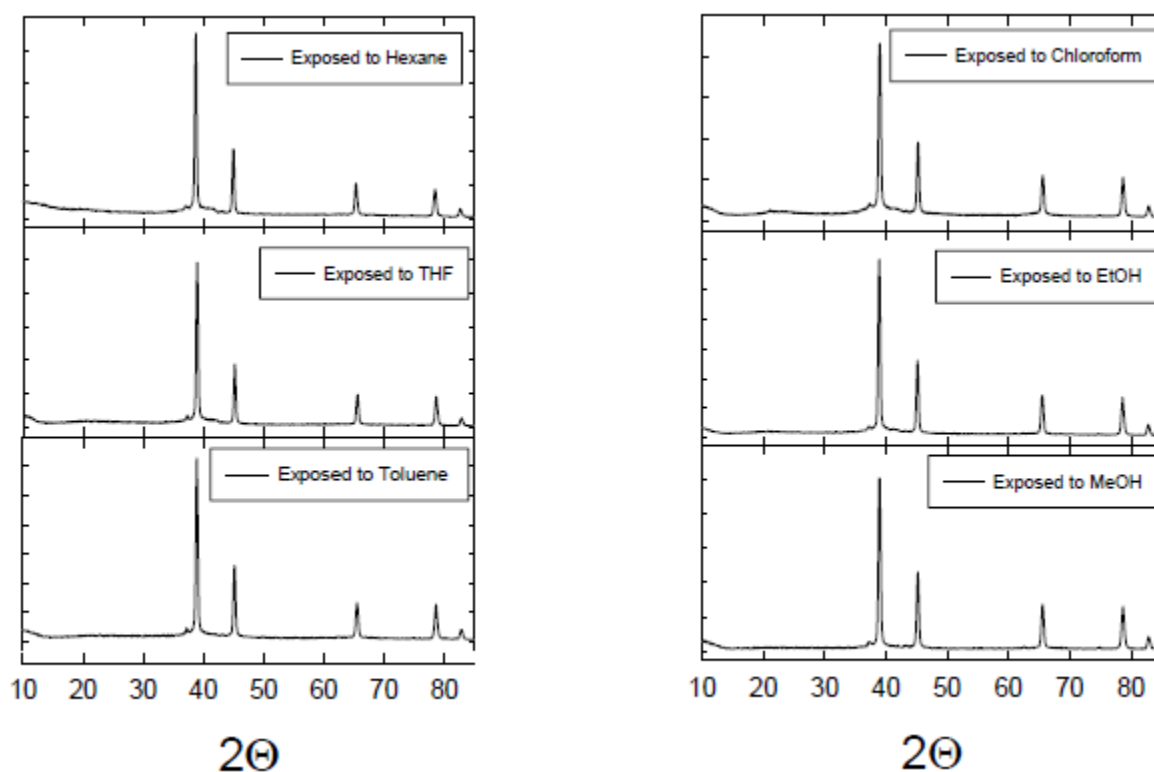 Exposed to Hexane
Exposed to THF
Exposed to Toluene
10 20 30 40 50 60 70 80
2Θ
Exposed to Chloroform
Exposed to EtOH
Exposed to MeOH
10 20 30 40 50 60 70 80
2Θ